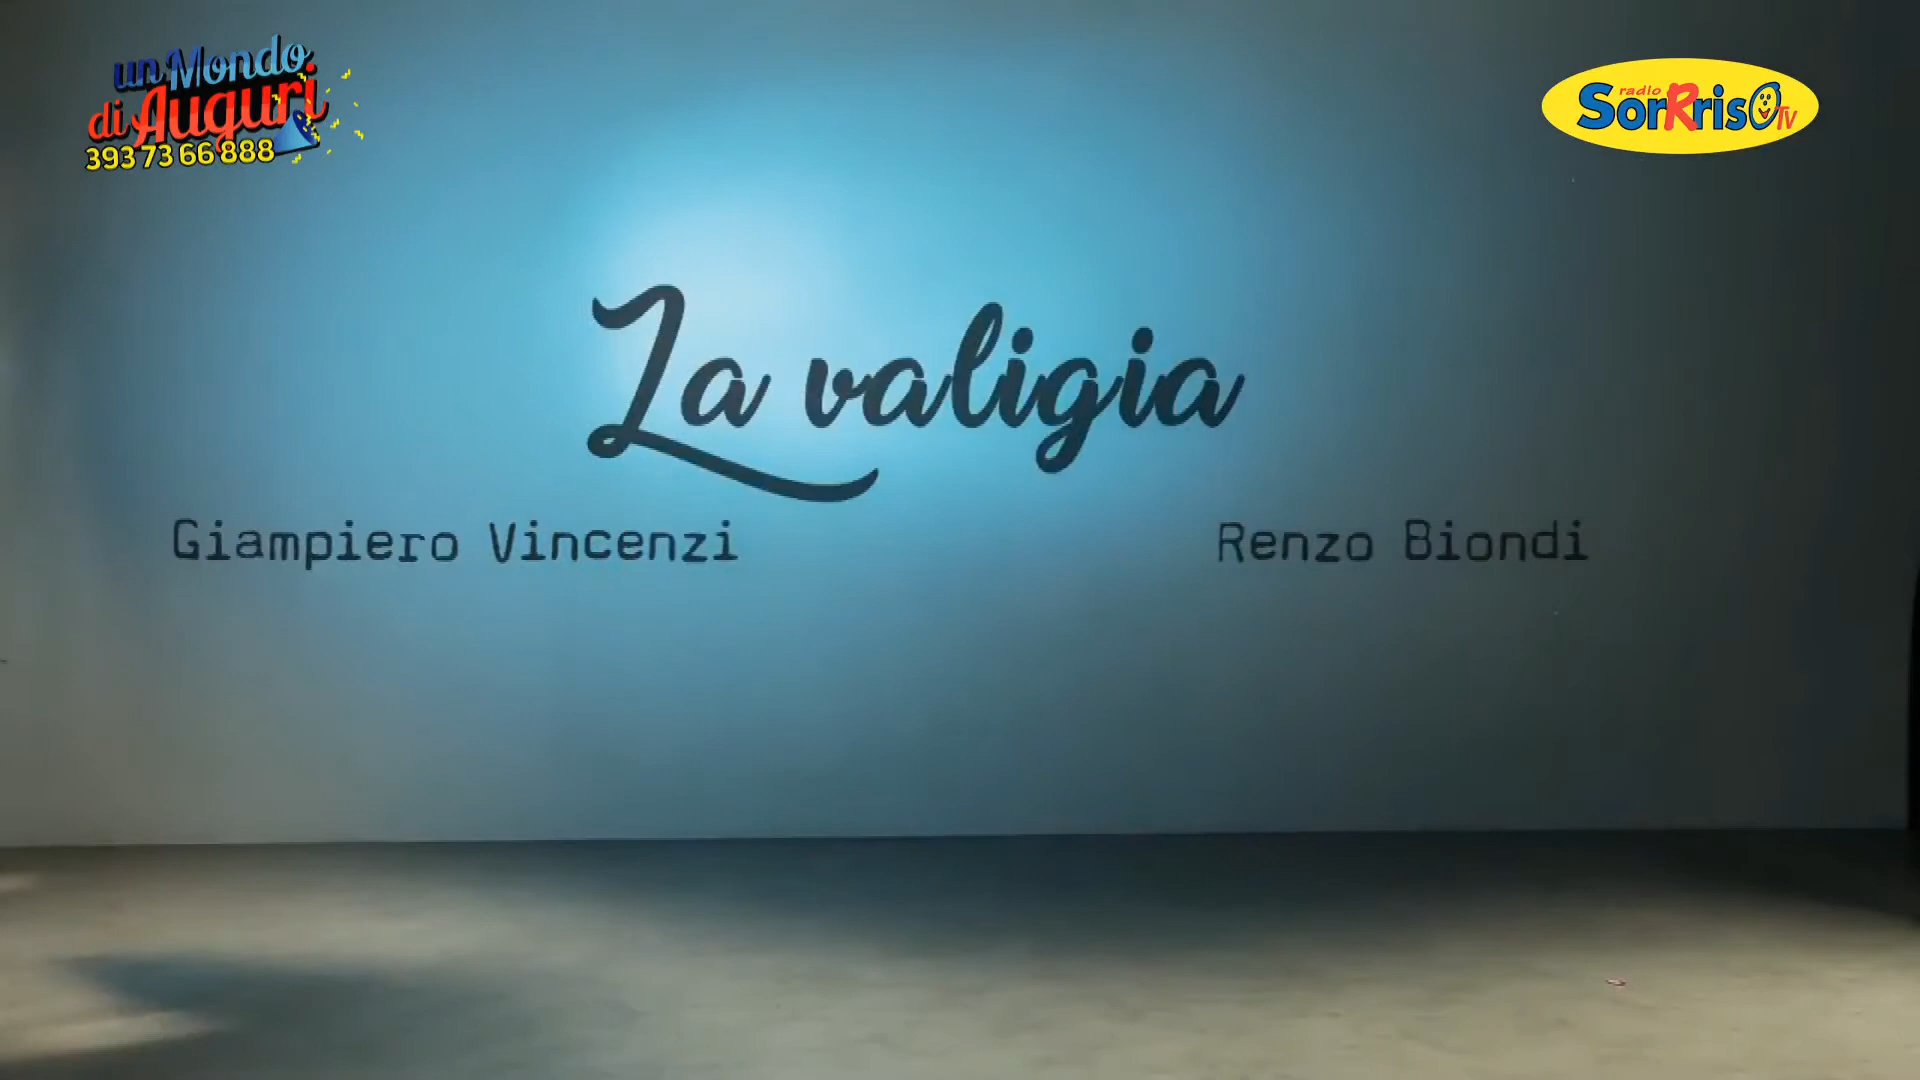 un Mondo
di Auguri
393 73 66 888
radio
SorRriso TV
La valigia
Giampiero Vincenzi
Renzo Biondi